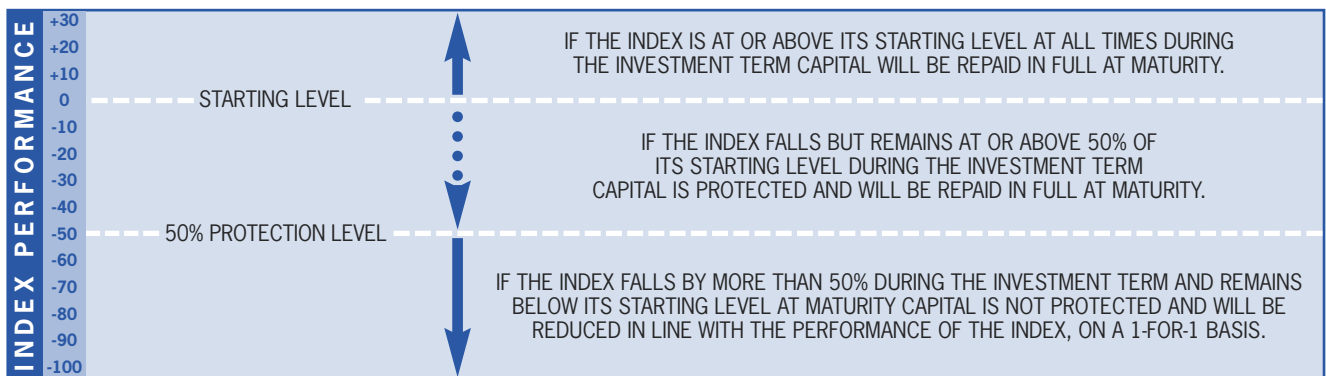 INDEX PERFORMANCE
+30
+20
+10
0
-10
-20
-30
-40
-50
-60
-70
-80
-90
-100
STARTING LEVEL
50% PROTECTION LEVEL
IF THE INDEX IS AT OR ABOVE ITS STARTING LEVEL AT ALL TIMES DURING
THE INVESTMENT TERM CAPITAL WILL BE REPAID IN FULL AT MATURITY.
IF THE INDEX FALLS BUT REMAINS AT OR ABOVE 50% OF
ITS STARTING LEVEL DURING THE INVESTMENT TERM
CAPITAL IS PROTECTED AND WILL BE REPAID IN FULL AT MATURITY.
IF THE INDEX FALLS BY MORE THAN 50% DURING THE INVESTMENT TERM AND REMAINS
BELOW ITS STARTING LEVEL AT MATURITY CAPITAL IS NOT PROTECTED AND WILL BE
REDUCED IN LINE WITH THE PERFORMANCE OF THE INDEX, ON A 1-FOR-1 BASIS.